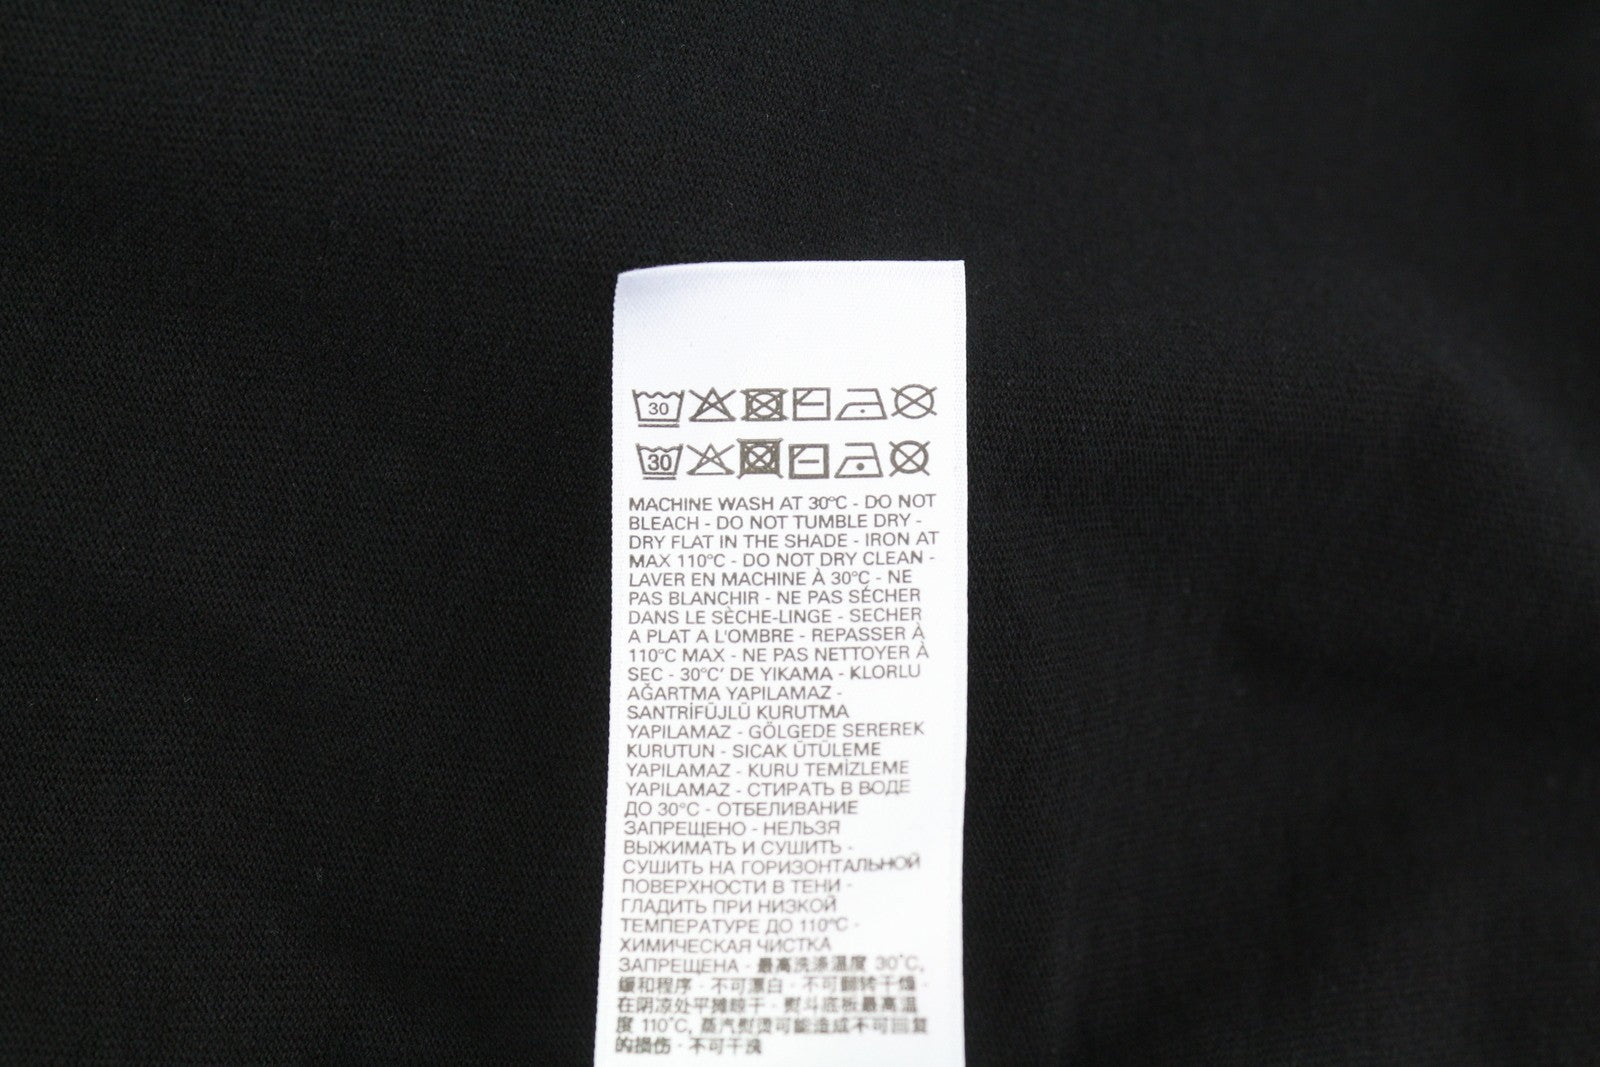 30
30
MACHINE WASH AT 30°C - DO NOT
BLEACH - DO NOT TUMBLE DRY -
DRY FLAT IN THE SHADE - IRON AT
MAX 110°C - DO NOT DRY CLEAN -
LAVER EN MACHINE À 30°C - NE
PAS BLANCHIR - NE PAS SÉCHER
DANS LE SÈCHE-LINGE - SECHER
A PLAT A L'OMBRE - REPASSER À
110°C MAX - NE PAS NETTOYER À
SEC - 30°C' DE YIKAMA - KLORLU
AĞARTMA YAPILAMAZ -
SANTRİFÜJLÜ KURUTMA
YAPILAMAZ - GÖLGEDE SEREREK
KURUTUN - SICAK ÜTÜLEME
YAPILAMAZ - KURU TEMİZLEME
YAPILAMAZ - СТИРАТЬ В ВОДЕ
ДО 30°C - ОТБЕЛИВАНИЕ
ЗАПРЕЩЕНО - НЕЛЬЗЯ
ВЫЖИМАТЬ И СУШИТЬ -
СУШИТЬ НА ГОРИЗОНТАЛЬНОЙ
ПОВЕРХНОСТИ В ТЕНИ -
ГЛАДИТЬ ПРИ НИЗКОЙ
ТЕМПЕРАТУРЕ ДО 110°C -
ХИМИЧЕСКАЯ ЧИСТКА
ЗАПРЕЩЕНА - 最高洗涤温度 30°C,
缓和程序 - 不可漂白 - 不可翻转干燥 -
在阴凉处平摊晾干 - 熨斗底板最高温
度 110°C, 蒸汽熨烫可能造成不可回复
的损伤 - 不可干洗